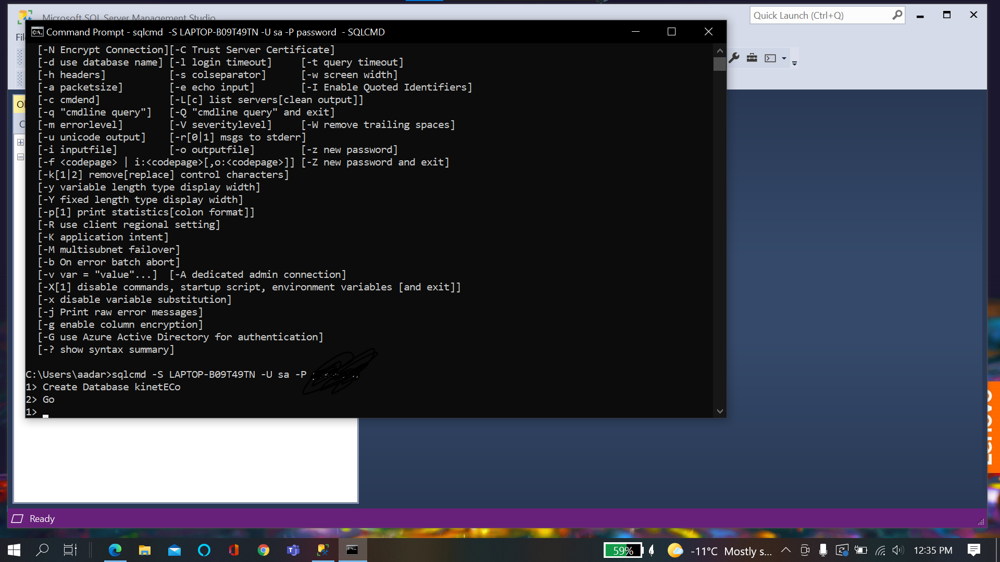 Microsoft SQL Server Management Studio
Quick Launch (Ctrl+Q)
Command Prompt - sqlcmd  -S LAPTOP-B09T49TN -U sa -P password  - SQLCMD
[-N Encrypt Connection][-C Trust Server Certificate]
[-d use database name] [-l login timeout]     [-t query timeout]
[-h headers]           [-s colseparator]      [-w screen width]
[-a packetsize]        [-e echo input]        [-I Enable Quoted Identifiers]
[-c cmdend]            [-L[c] list servers[clean output]]
[-q "cmdline query"]   [-Q "cmdline query" and exit]
[-m errorlevel]        [-V severitylevel]     [-W remove trailing spaces]
[-u unicode output]    [-r[0|1] msgs to stderr]
[-i inputfile]         [-o outputfile]        [-z new password]
[-f <codepage> | i:<codepage>[,o:<codepage>]] [-Z new password and exit]
[-k[1|2] remove[replace] control characters]
[-y variable length type display width]
[-Y fixed length type display width]
[-p[1] print statistics[colon format]]
[-R use client regional setting]
[-K application intent]
[-M multisubnet failover]
[-b On error batch abort]
[-v var = "value"...]  [-A dedicated admin connection]
[-X[1] disable commands, startup script, environment variables [and exit]]
[-x disable variable substitution]
[-j Print raw error messages]
[-g enable column encryption]
[-G use Azure Active Directory for authentication]
[-? show syntax summary]
C:\Users\aadar>sqlcmd -S LAPTOP-B09T49TN -U sa -P
1> Create Database kinetECo
2> Go
1>
Lenovo
Ready
59%
-11°C Mostly s...
12:35 PM